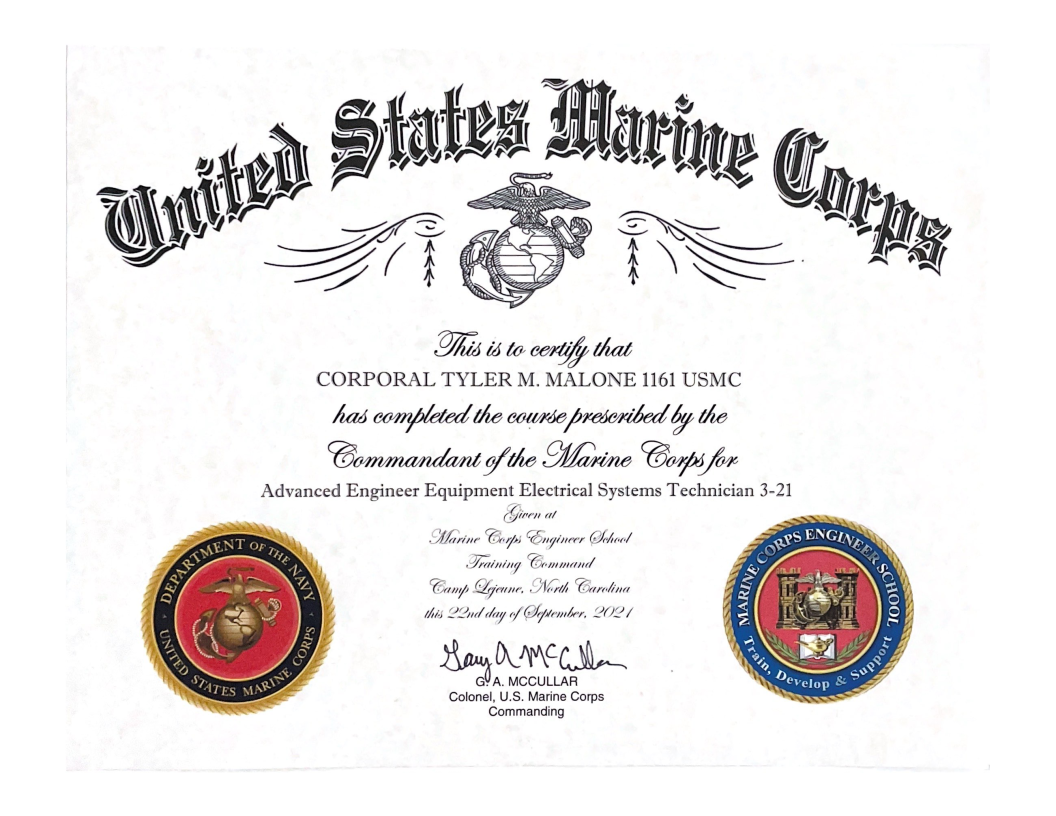 United States Marine Corps
This is to certify that
CORPORAL TYLER M. MALONE 1161 USMC
has completed the course prescribed by the
Commandant of the Marine Corps for
Advanced Engineer Equipment Electrical Systems Technician 3-21
Given at
Marine Corps Engineer School
Training Command
Camp Lejeune, North Carolina
this 22nd day of September, 2021
Gary A McCullar
G. A. MCCULLAR
Colonel, U.S. Marine Corps
Commanding
DEPARTMENT OF THE NAVY
UNITED STATES MARINE CORPS
MARINE CORPS ENGINEER SCHOOL
Train, Develop & Support